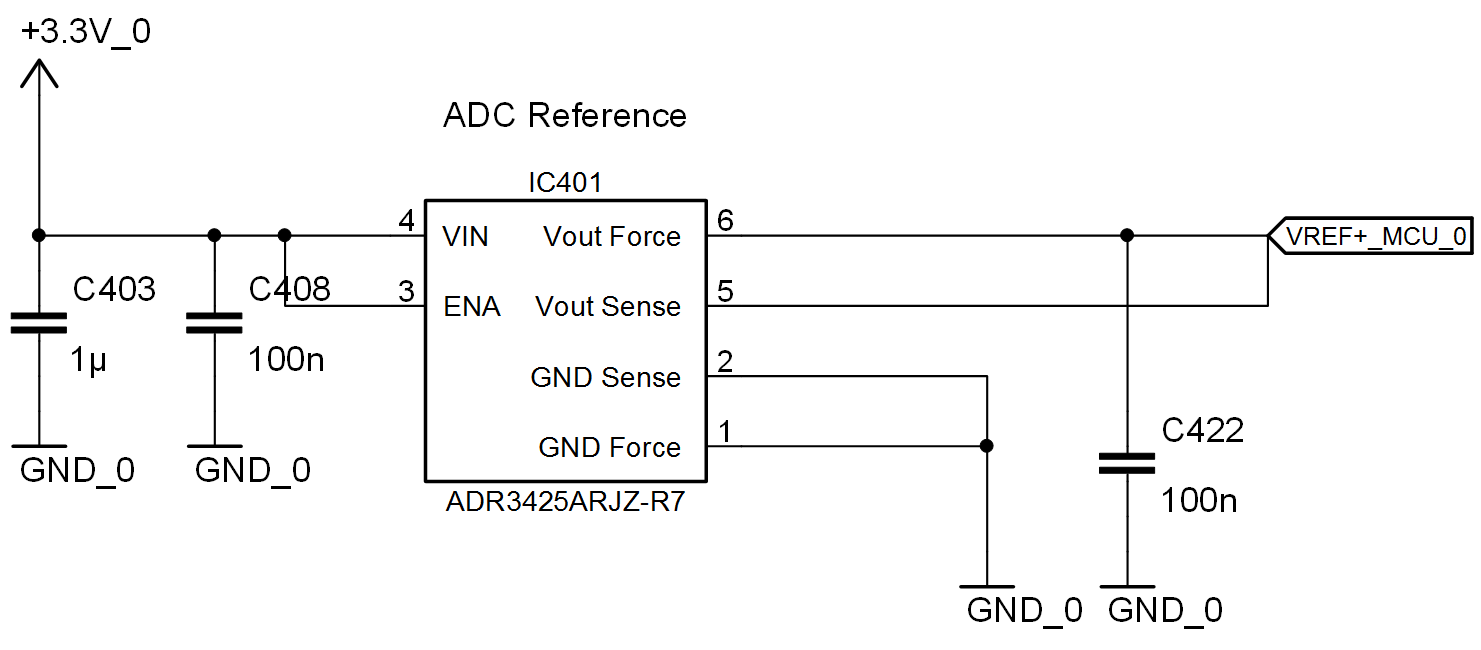 +3.3V_0
ADC Reference
IC401
4
VIN
Vout Force
6
VREF+_MCU_0
C403
C408
3
ENA
Vout Sense
5
1µ
100n
GND Sense
2
GND Force
1
C422
GND_0
GND_0
ADR3425ARJZ-R7
100n
GND_0
GND_0